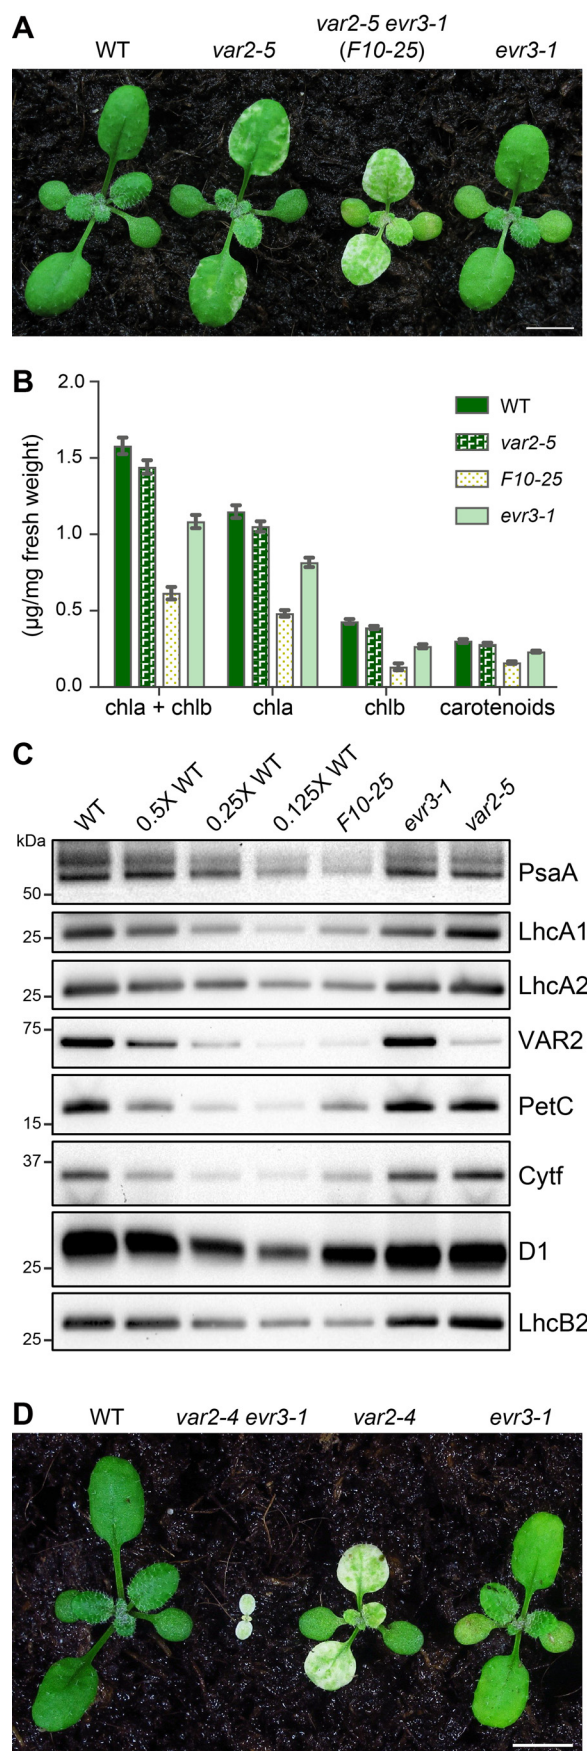 A
var2-5 evr3-1
WT var2-5 (F10-25) evr3-1
B
2.0
1.5
1.0
0.5
0.0
(µg/mg fresh weight)
WT
var2-5
F10-25
evr3-1
chla + chlb chla chlb carotenoids
C
WT 0.5X WT 0.25X WT 0.125X WT F10-25 evr3-1 var2-5
kDa
PsaA
50
LhcA1
25
LhcA2
25
75
VAR2
PetC
15
37
Cytf
D1
25
LhcB2
25
D
WT var2-4 evr3-1 var2-4 evr3-1